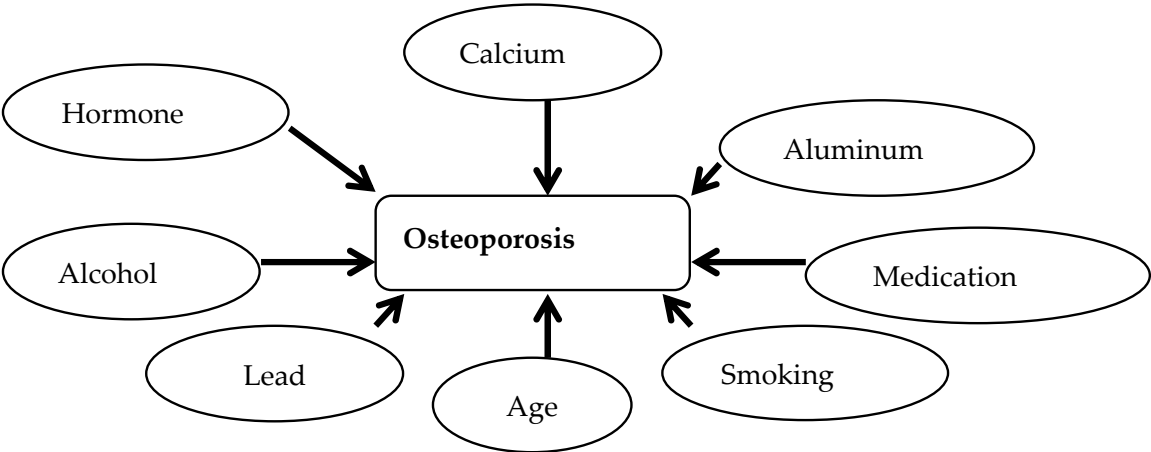 Calcium
Hormone
Aluminum
Osteoporosis
Alcohol
Medication
Lead
Smoking
Age